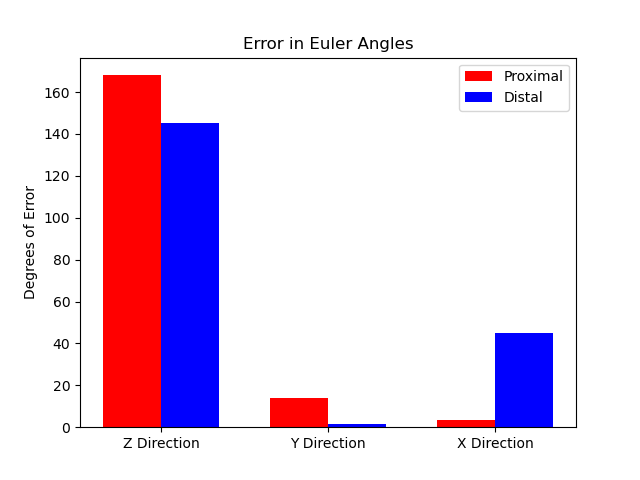 Error in Euler Angles
Proximal
Distal
Degrees of Error
160
140
120
100
80
60
40
20
0
Z Direction
Y Direction
X Direction